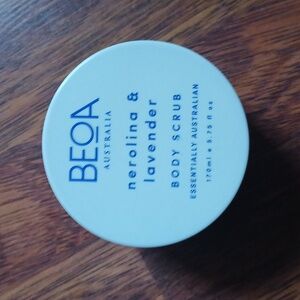 BEOA
AUSTRALIA
nerolina &
lavender
BODY SCRUB
ESSENTIALLY AUSTRALIAN
170ml e 5.75 fl oz